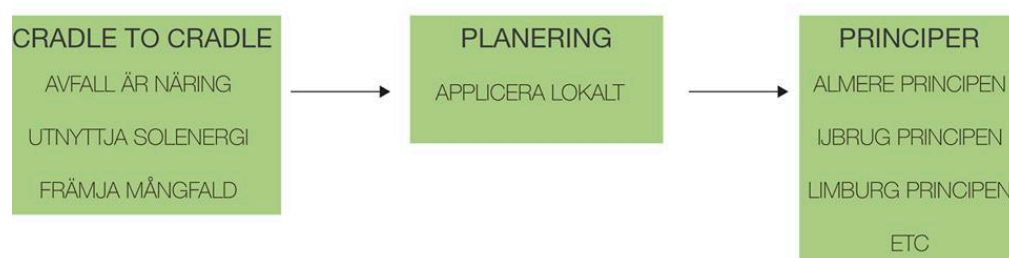 CRADLE TO CRADLE
AVFALL ÄR NÄRING
UTNYTTJA SOLENERGI
FRÄMJA MÅNGFALD
PLANERING
APPLICERA LOKALT
PRINCIPER
ALMERE PRINCIPEN
IJBRUG PRINCIPEN
LIMBURG PRINCIPEN
ETC